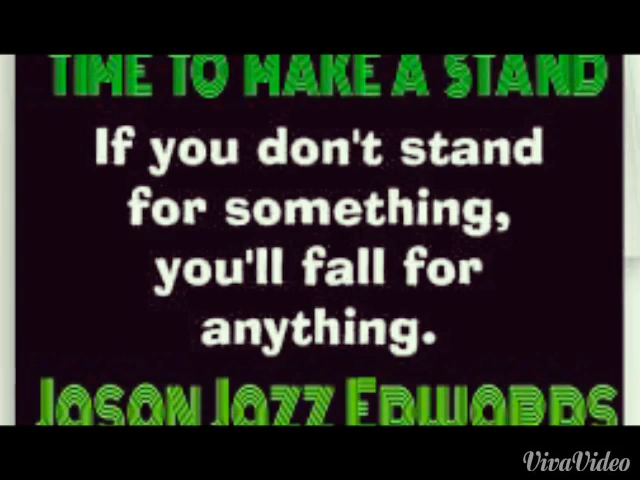 TIME TO MAKE A STAND
If you don't stand
for something,
you'll fall for
anything.
JASON JAZZ EDWARDS
VivaVideo